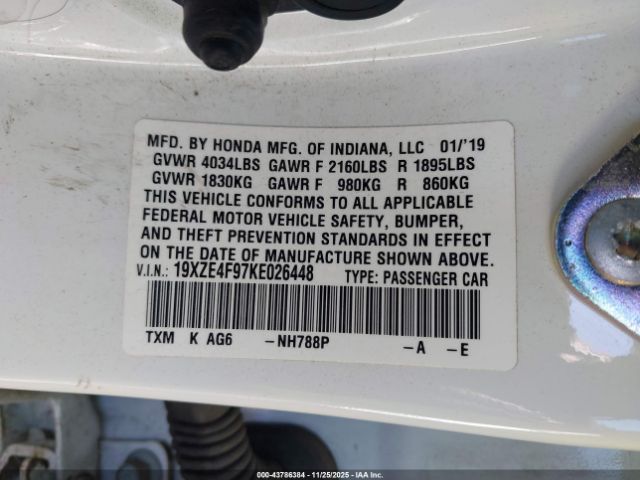 MFD. BY HONDA MFG. OF INDIANA, LLC 01/'19
GVWR 4034LBS GAWR F 2160LBS R 1895LBS
GVWR 1830KG GAWR F 980KG R 860KG
THIS VEHICLE CONFORMS TO ALL APPLICABLE
FEDERAL MOTOR VEHICLE SAFETY, BUMPER,
AND THEFT PREVENTION STANDARDS IN EFFECT
ON THE DATE OF MANUFACTURE SHOWN ABOVE.
V.I.N.: 19XZE4F97KE026448 TYPE: PASSENGER CAR
TXM K AG6 -NH788P -A -E
000-43786384 - 11/25/2025 - IAAI Inc.